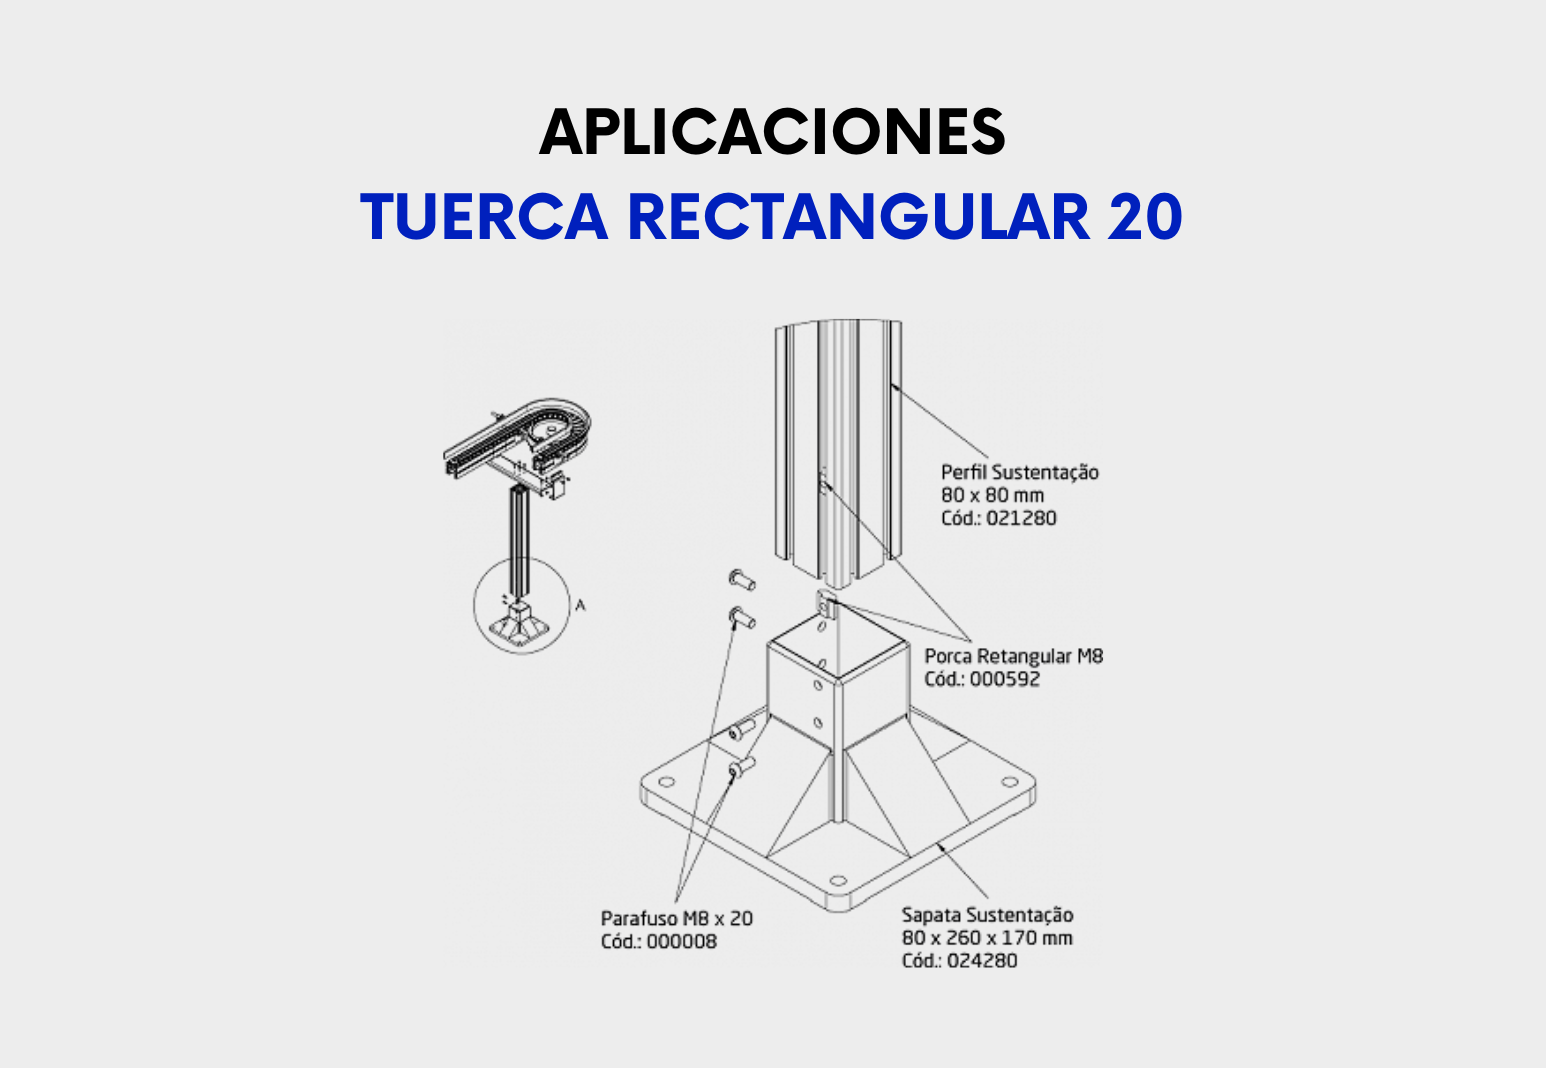 APLICACIONES
TUERCA RECTANGULAR 20
Perfil Sustentação
80 x 80 mm
Cód.: 021280
A
Porca Retangular M8
Cód.: 000592
Parafuso M8 x 20
Cód.: 000008
Sapata Sustentação
80 x 260 x 170 mm
Cód.: 024280